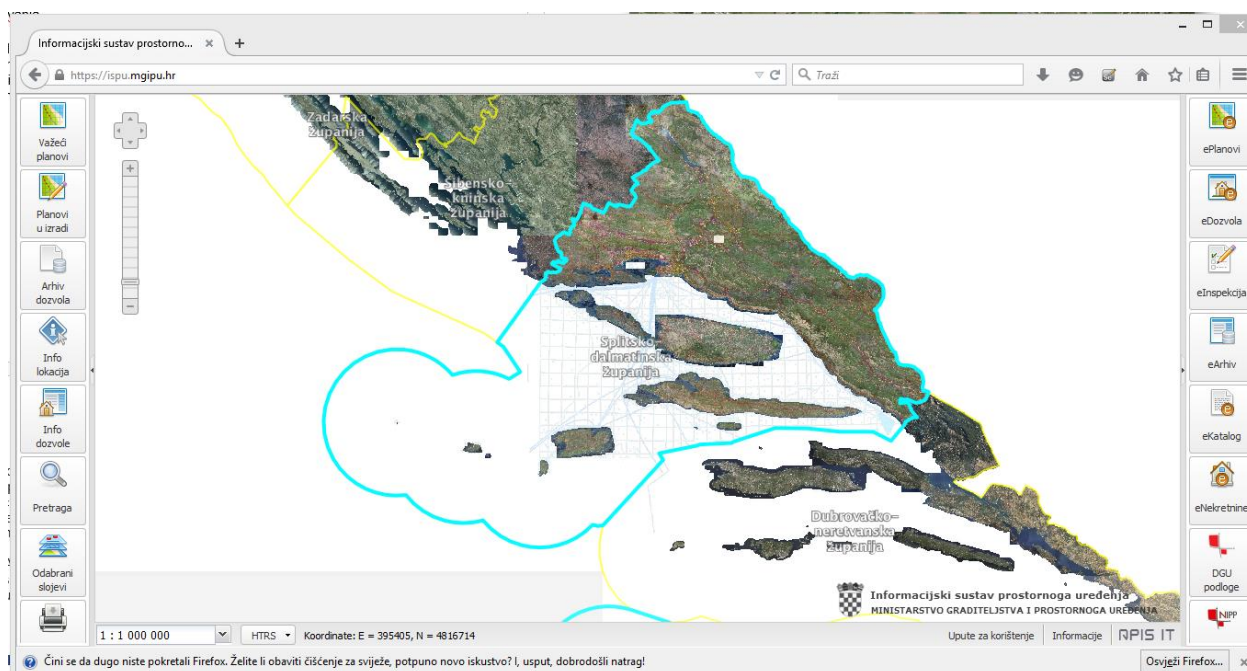 Informacijski sustav prostorno...
https://ispu.mgipu.hr
Traži
Važeći
planovi
Planovi
u izradi
Arhiv
dozvola
Info
lokacija
Info
dozvole
Pretraga
Odabrani
slojevi
Zadarska
županija
Šibensko-
kninska
županija
Splitsko
dalmatinska
županija
Dubrovačko-
neretvanska
županija
Informacijski sustav prostornoga uređenja
MINISTARSTVO GRADITELJSTVA I PROSTORNOGA UREĐENJA
ePlanovi
eDozvola
eInspekcija
eArhiv
eKatalog
eNekretnine
DGU
podloge
NIPP
1 : 1 000 000
HTRS
Koordinate: E = 395405, N = 4816714
Upute za korištenje
Informacije
APIS IT
Čini se da dugo niste pokretali Firefox. Želite li obaviti čišćenje za svježe, potpuno novo iskustvo? I, usput, dobrodošli natrag!
Osvježi Firefox...